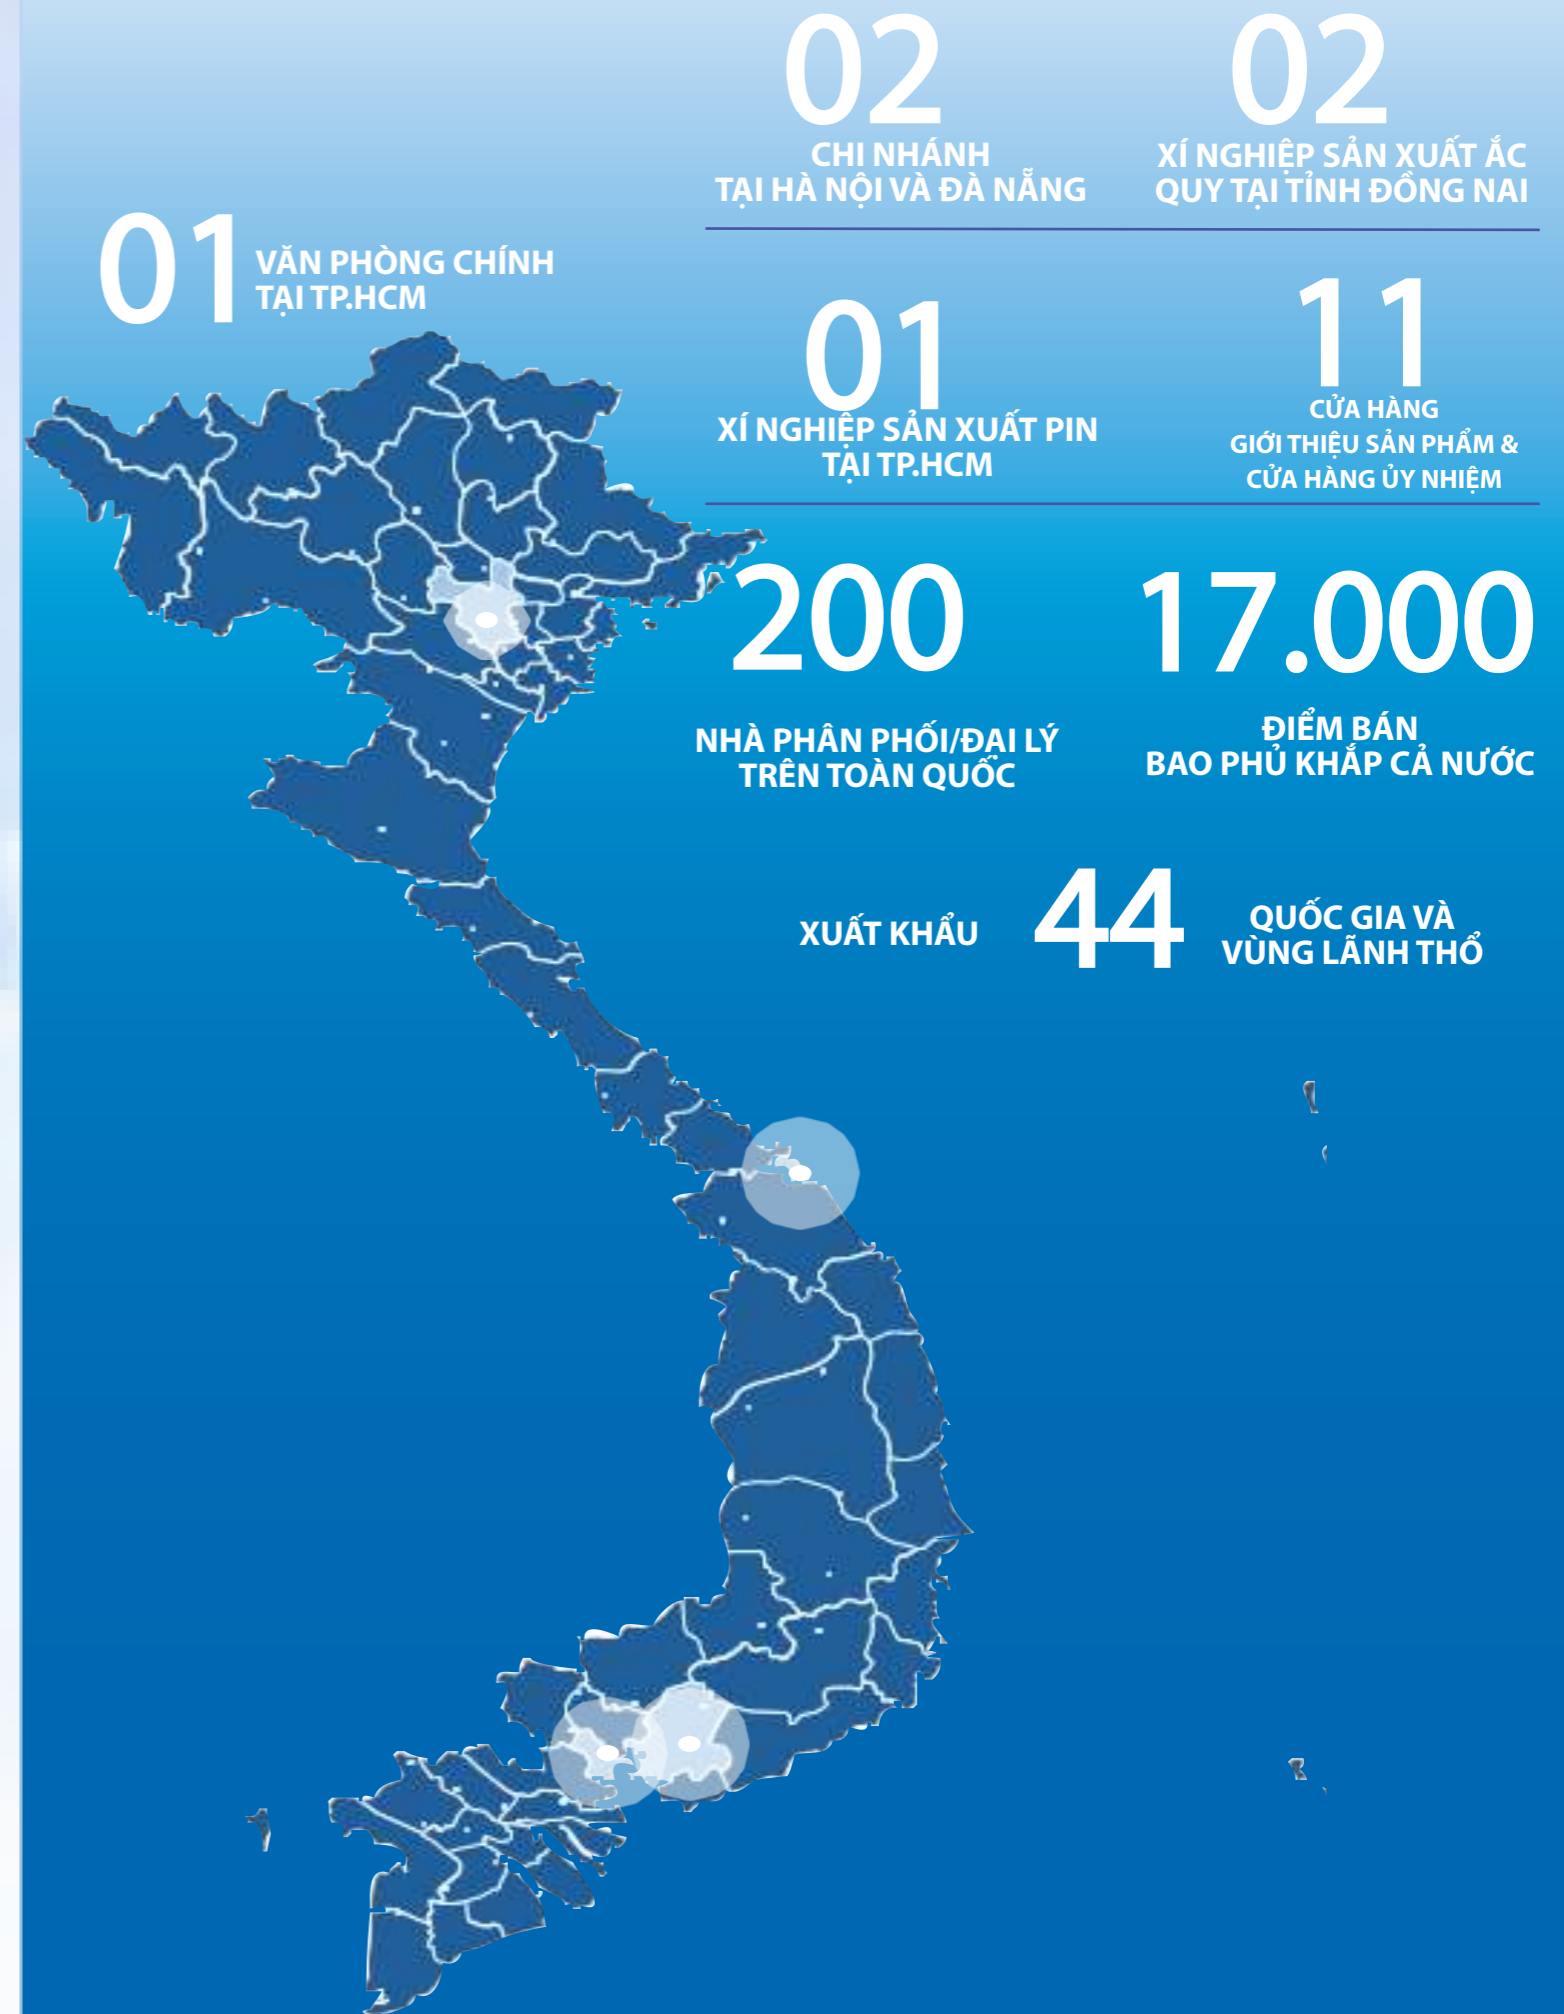 02
CHI NHÁNH
TẠI HÀ NỘI VÀ ĐÀ NẴNG
02
XÍ NGHIỆP SẢN XUẤT ẮC
QUY TẠI TỈNH ĐỒNG NAI
01
VĂN PHÒNG CHÍNH
TẠI TP.HCM
01
XÍ NGHIỆP SẢN XUẤT PIN
TẠI TP.HCM
11
CỬA HÀNG
GIỚI THIỆU SẢN PHẨM &
CỬA HÀNG ỦY NHIỆM
200
NHÀ PHÂN PHỐI/ĐẠI LÝ
TRÊN TOÀN QUỐC
17.000
ĐIỂM BÁN
BAO PHỦ KHẮP CẢ NƯỚC
XUẤT KHẨU
44
QUỐC GIA VÀ
VÙNG LÃNH THỔ